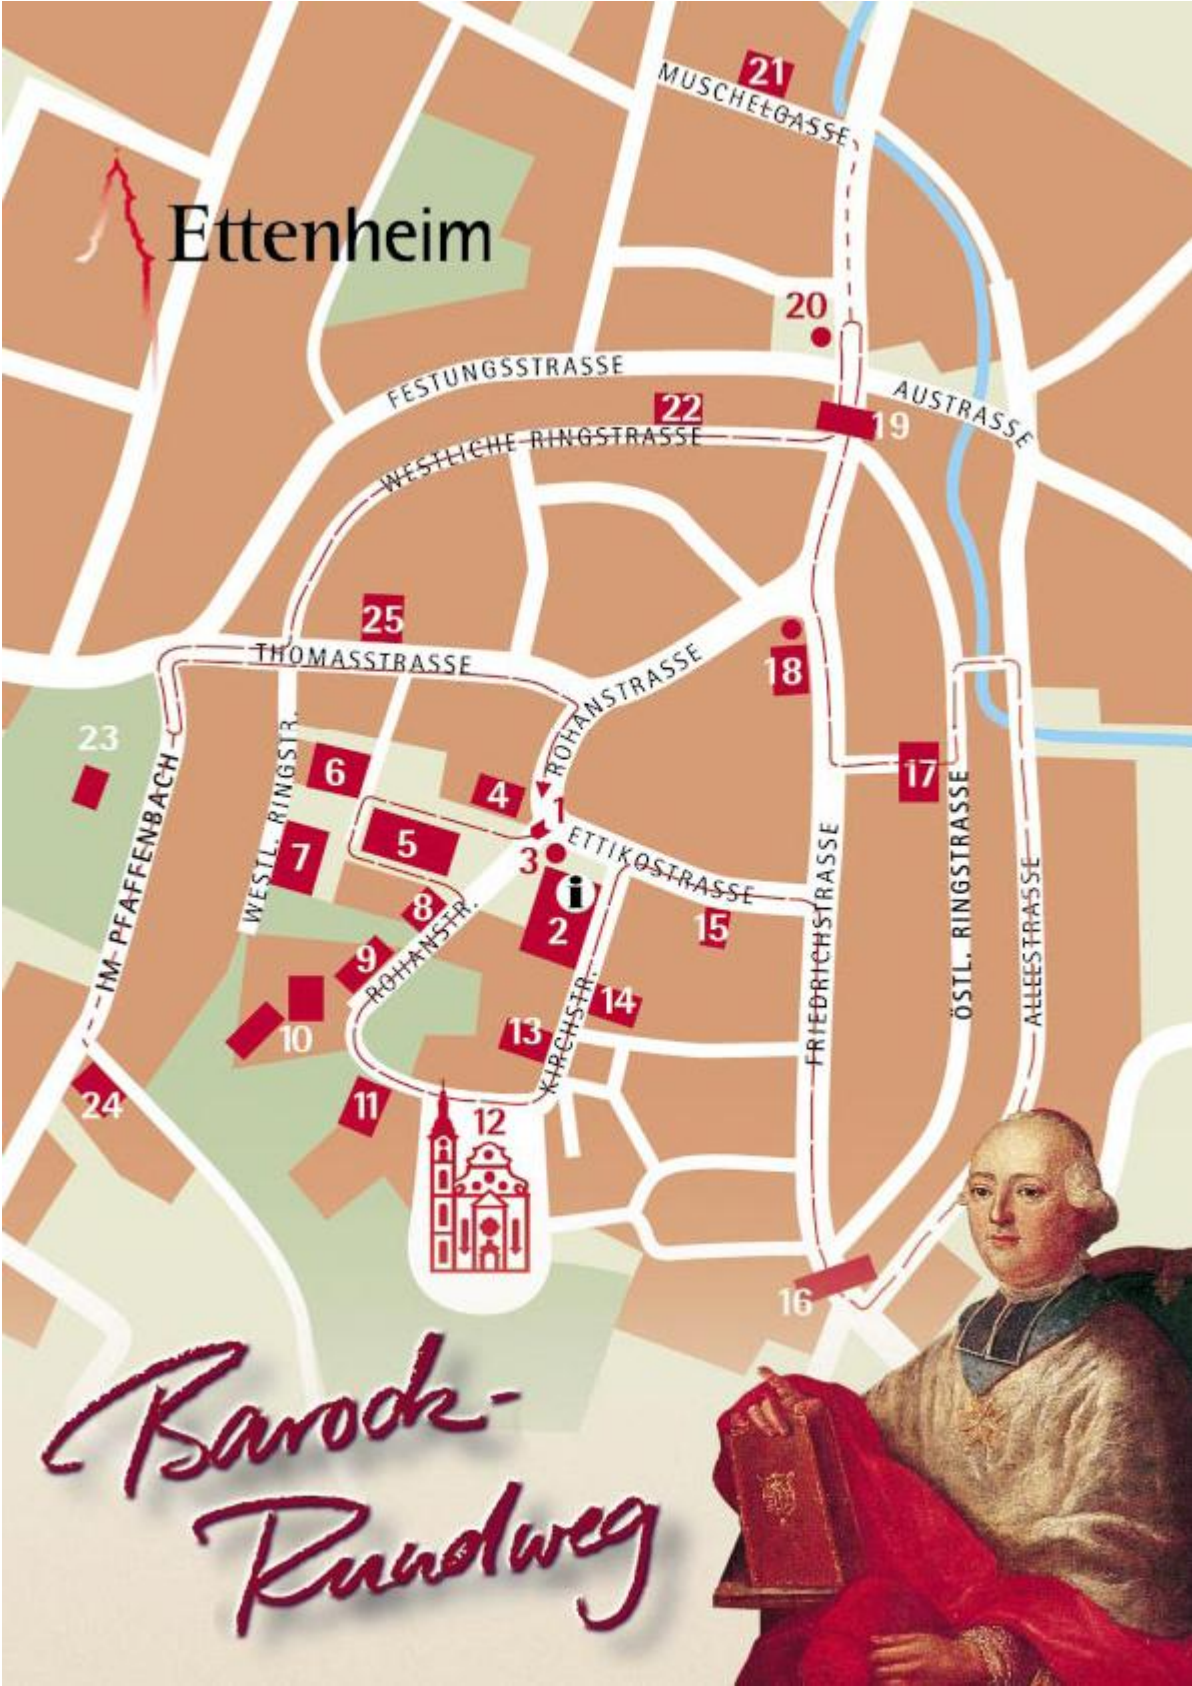 21
MUSCHELGASSE
Ettenheim
20
FESTUNGSSTRASSE
AUSTRASSE
22
19
WESTLICHE RINGSTRASSE
25
THOMASSTRASSE
ROHANSTRASSE
18
23
6
4
1
17
IM PFAFFENBACH
WESTL. RINGSTR.
7
5
3
ETTIKOSTRASSE
i
8
2
15
ROHANSTR.
9
FRIEDRICHSTRASSE
ÖSTL. RINGSTRASSE
ALLEESTRASSE
14
10
13
KIRCHSTR.
24
11
12
16
Barock-
Rundweg